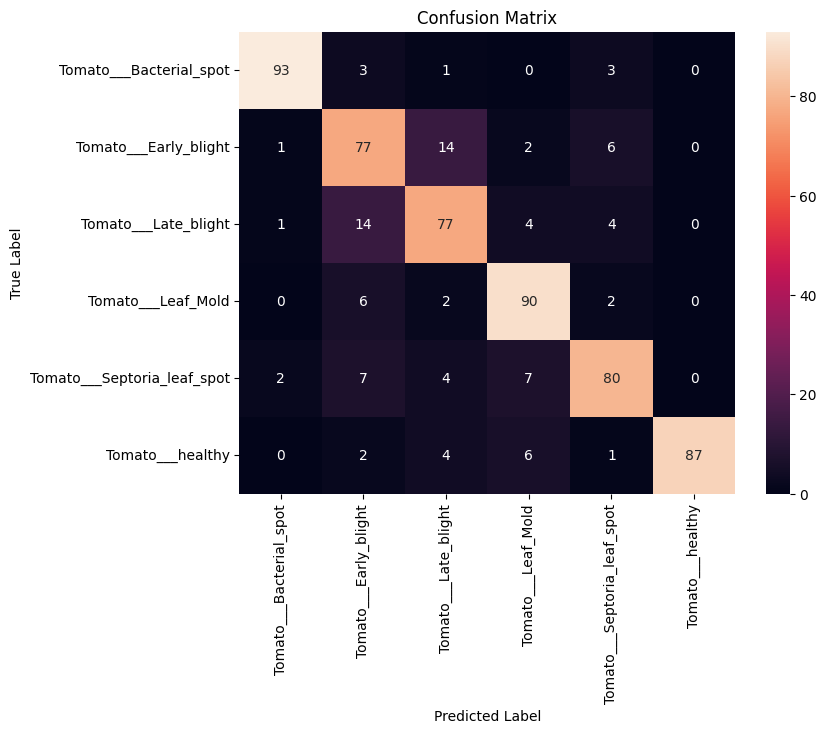 Confusion Matrix
True Label
Tomato___Bacterial_spot 93 3 1 0 3 0
Tomato___Early_blight 1 77 14 2 6 0
Tomato___Late_blight 1 14 77 4 4 0
Tomato___Leaf_Mold 0 6 2 90 2 0
Tomato___Septoria_leaf_spot 2 7 4 7 80 0
Tomato___healthy 0 2 4 6 1 87
Tomato___Bacterial_spot
Tomato___Early_blight
Tomato___Late_blight
Tomato___Leaf_Mold
Tomato___Septoria_leaf_spot
Tomato___healthy
Predicted Label
80
60
40
20
0